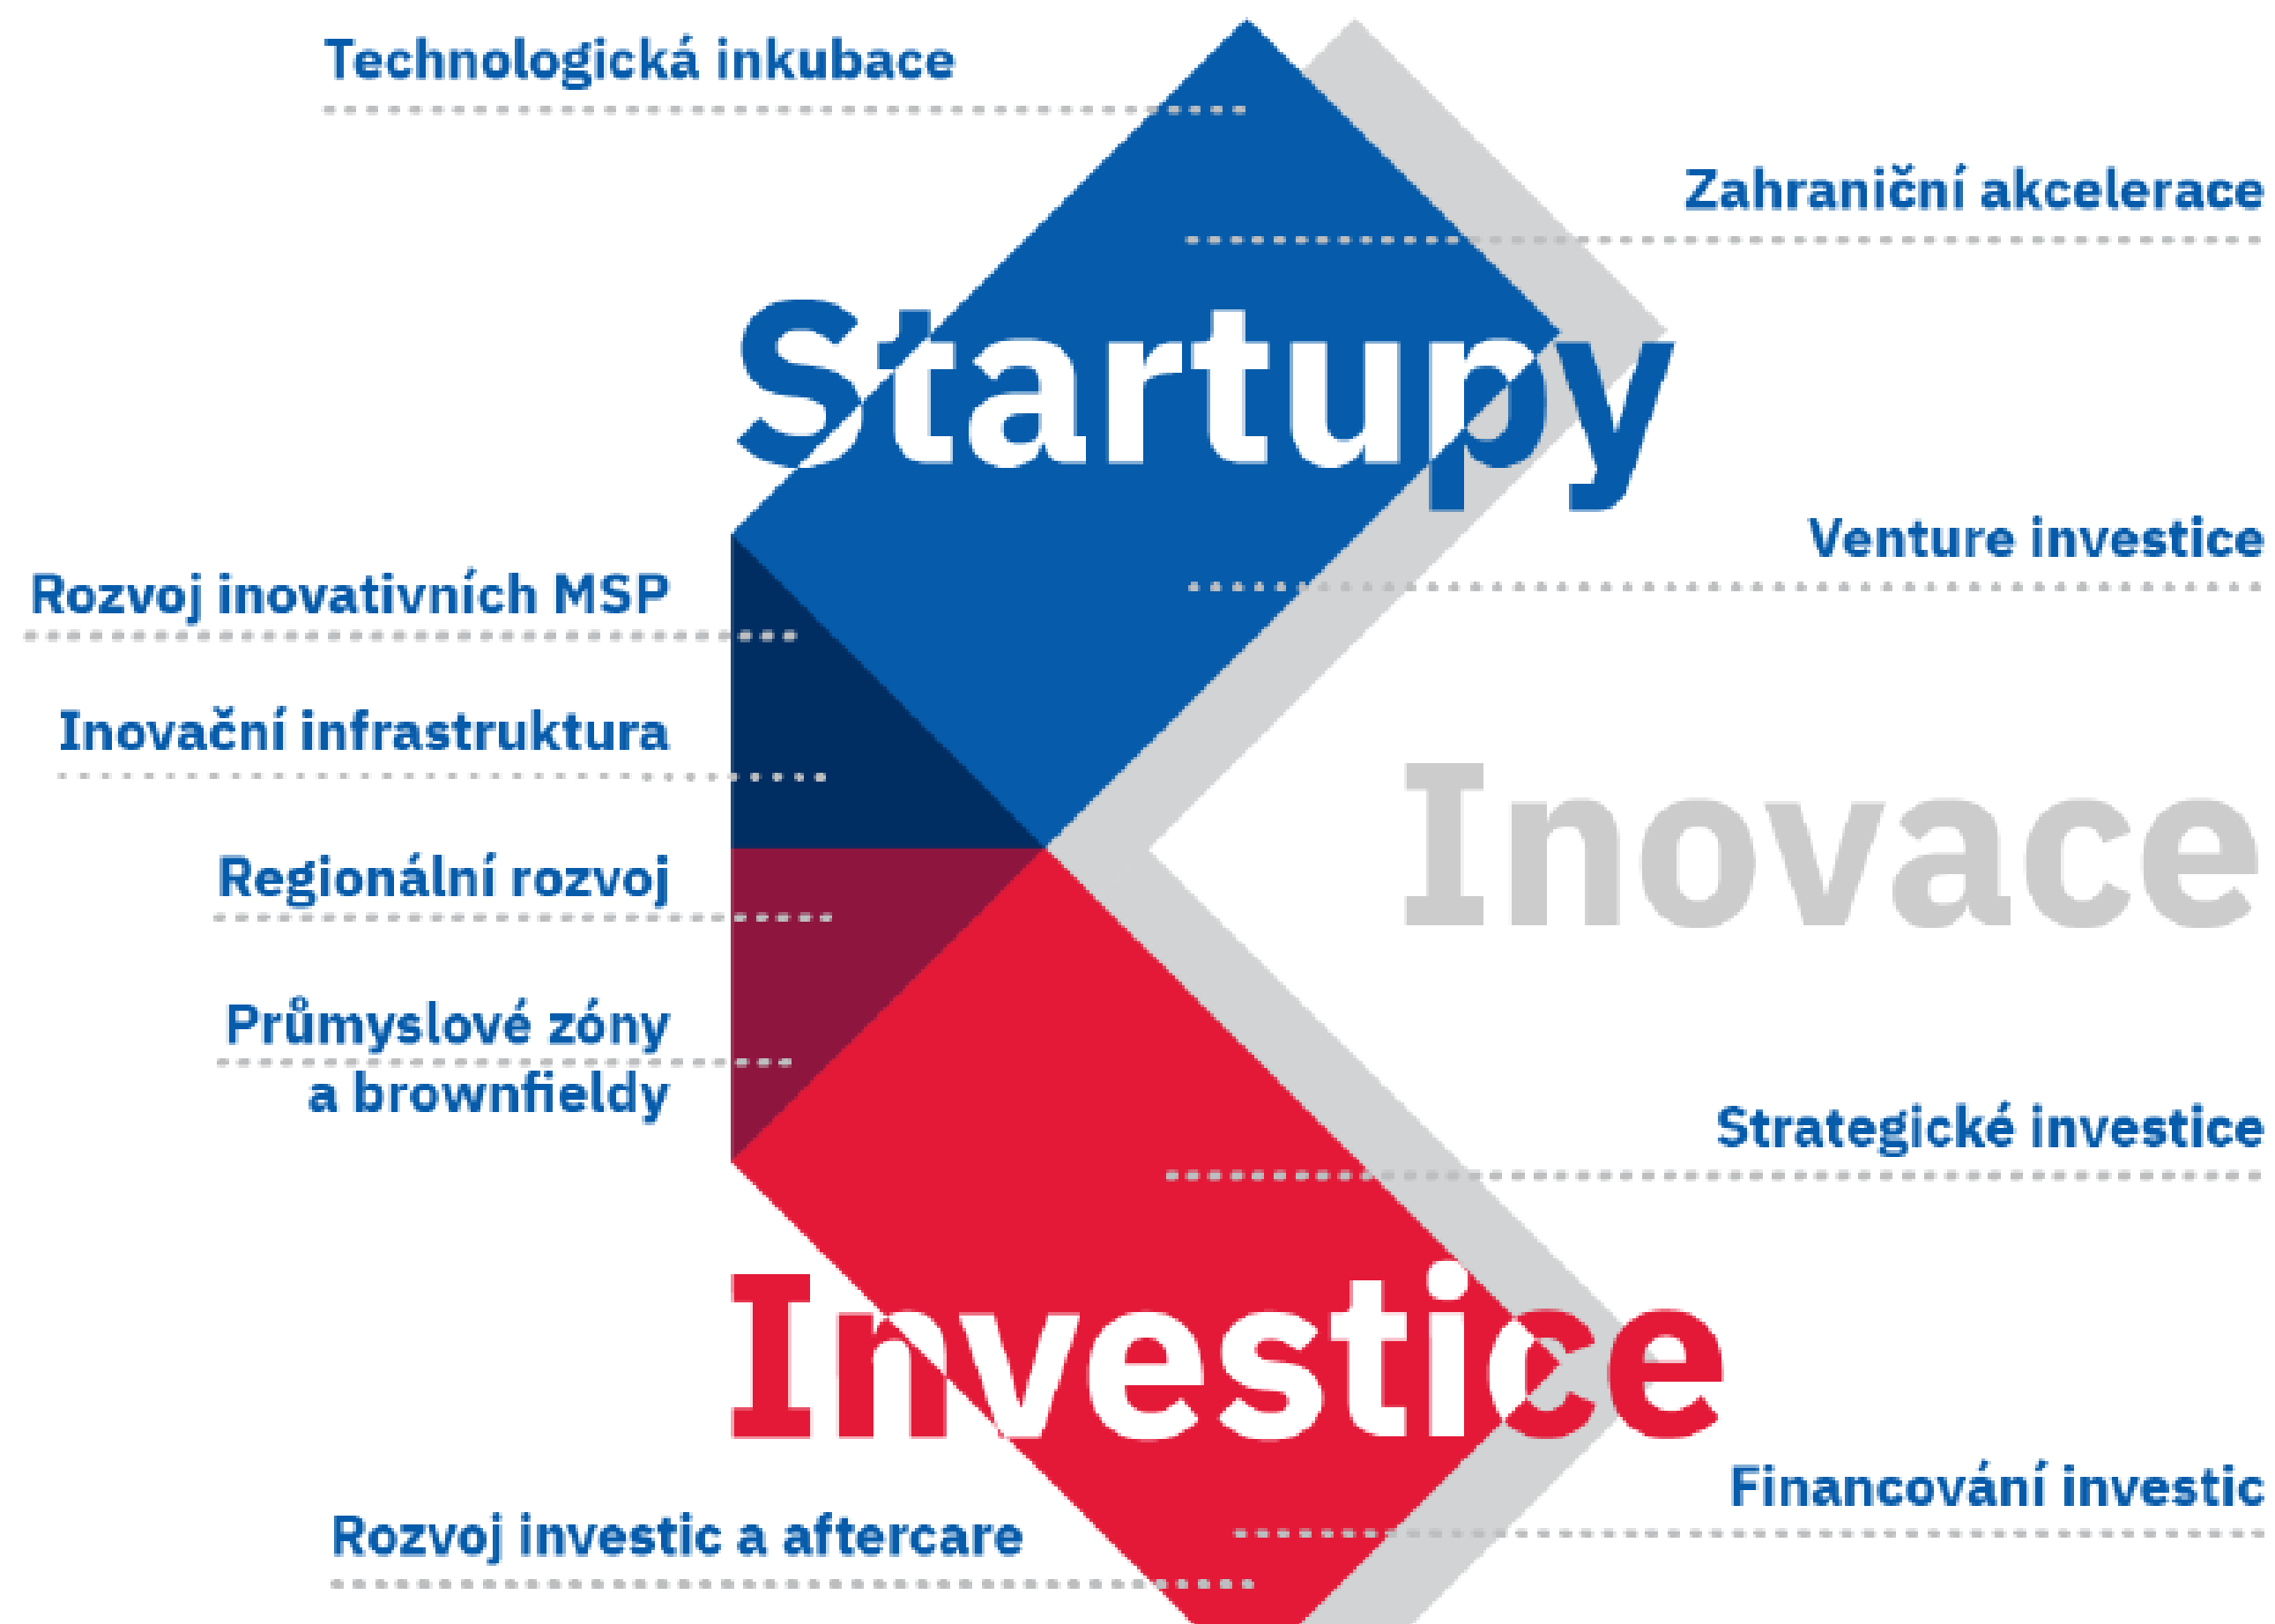 Technologická inkubace
Zahraniční akcelerace
Startupy
Venture investice
Rozvoj inovativních MSP
Inovační infrastruktura
Inovace
Regionální rozvoj
Průmyslové zóny
a brownfieldy
Strategické investice
Investice
Financování investic
Rozvoj investic a aftercare